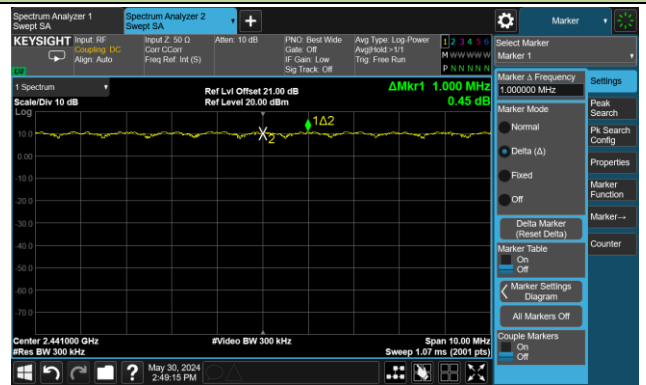 Spectrum Analyzer 1
Swept SA
Spectrum Analyzer 2
Swept SA
+
Marker
KEYSIGHT
Input: RF
Coupling: DC
Align: Auto
Input Z: 50 Ω
Corr CCorr
Freq Ref: Int (S)
Atten: 10 dB
PNO: Best Wide
Gate: Off
IF Gain: Low
Sig Track: Off
Avg Type: Log-Power
Avg|Hold:>1/1
Trig: Free Run
1 2 3 4 5 6
M W W W W W
P N N N N N
Select Marker
Marker 1
1 Spectrum
Scale/Div 10 dB
Log
Ref Lvl Offset 21.00 dB
Ref Level 20.00 dBm
ΔMkr1 1.000 MHz
0.45 dB
Marker Δ Frequency
1.000000 MHz
Settings
Peak
Search
Pk Search
Config
Properties
Marker
Function
Marker→
Counter
Marker Mode
Normal
Delta (Δ)
Fixed
Off
Delta Marker
(Reset Delta)
Marker Table
On
Off
Marker Settings
Diagram
All Markers Off
Couple Markers
On
Off
1Δ2
X2
10.0
0.00
-10.0
-20.0
-30.0
-40.0
-50.0
-60.0
-70.0
Center 2.441000 GHz
#Res BW 300 kHz
#Video BW 300 kHz
Span 10.00 MHz
Sweep 1.07 ms (2001 pts)
?
May 30, 2024
2:49:15 PM